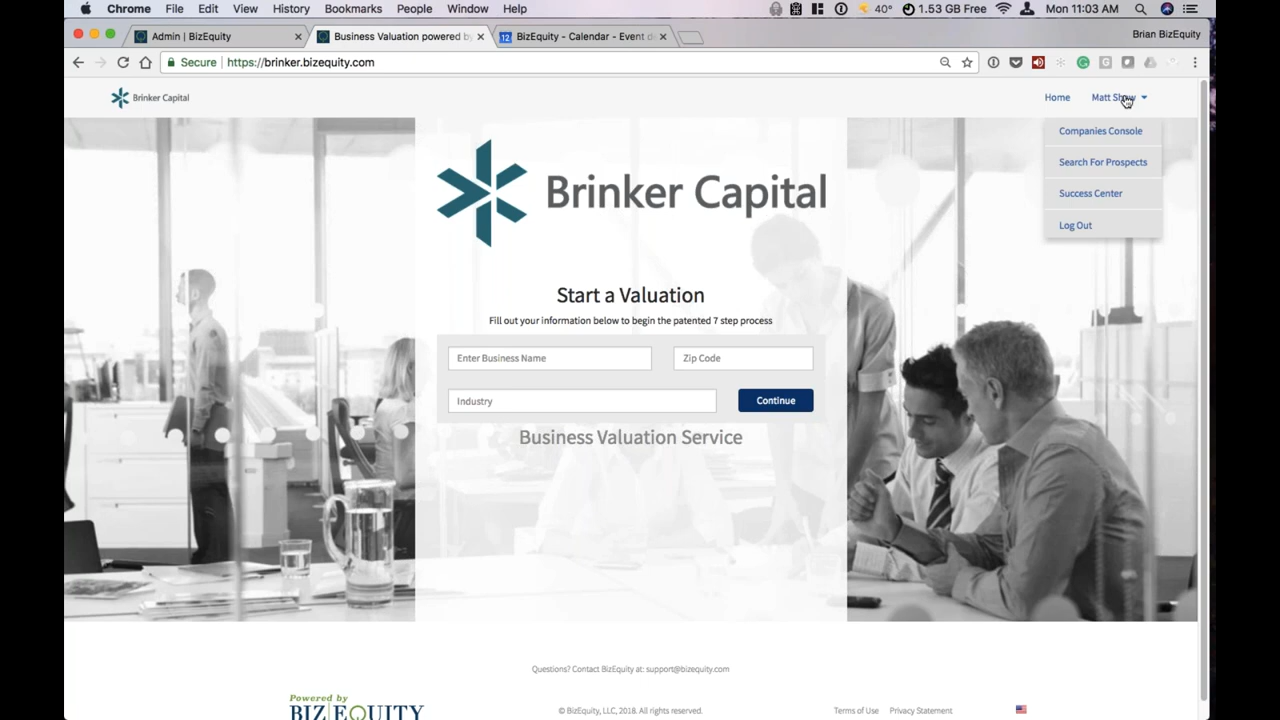 Chrome File Edit View History Bookmarks People Window Help 40° 1.53 GB Free Mon 11:03 AM
Admin | BizEquity Business Valuation powered by BizEquity - Calendar - Event d Brian BizEquity
Secure https://brinker.bizequity.com
Brinker Capital Home Matt Show
Companies Console
Search For Prospects
Success Center
Log Out
Brinker Capital
Start a Valuation
Fill out your information below to begin the patented 7 step process
Enter Business Name Zip Code
Industry Continue
Business Valuation Service
Questions? Contact BizEquity at: support@bizequity.com
Powered by
BIZEQUITY © BizEquity, LLC, 2018. All rights reserved. Terms of Use Privacy Statement